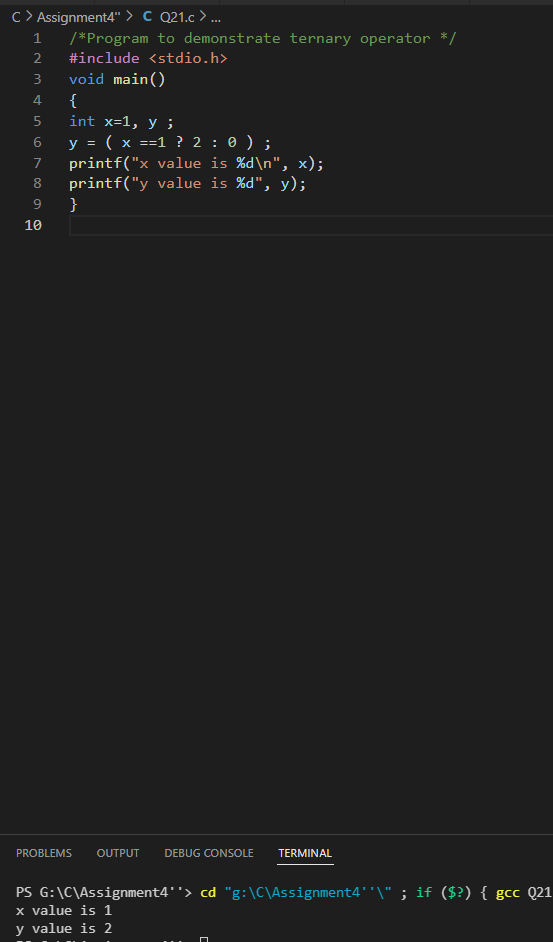 C > Assignment4'' > C Q21.c > ...
1 /*Program to demonstrate ternary operator */
2 #include <stdio.h>
3 void main()
4 {
5 int x=1, y ;
6 y = ( x ==1 ? 2 : 0 ) ;
7 printf("x value is %d\n", x);
8 printf("y value is %d", y);
9 }
10
PROBLEMS OUTPUT DEBUG CONSOLE TERMINAL
PS G:\C\Assignment4''> cd "g:\C\Assignment4''\" ; if ($?) { gcc Q21
x value is 1
y value is 2